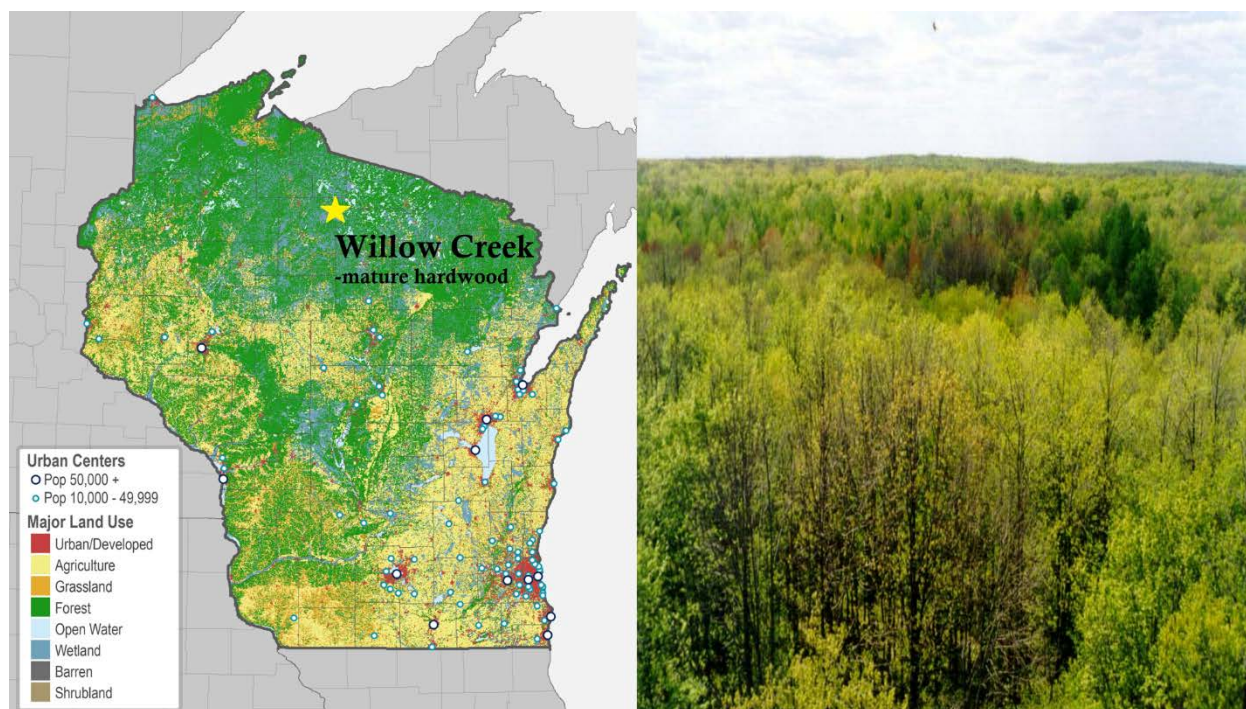 Willow Creek
-mature hardwood
Urban Centers
Pop 50,000 +
Pop 10,000 - 49,999
Major Land Use
Urban/Developed
Agriculture
Grassland
Forest
Open Water
Wetland
Barren
Shrubland